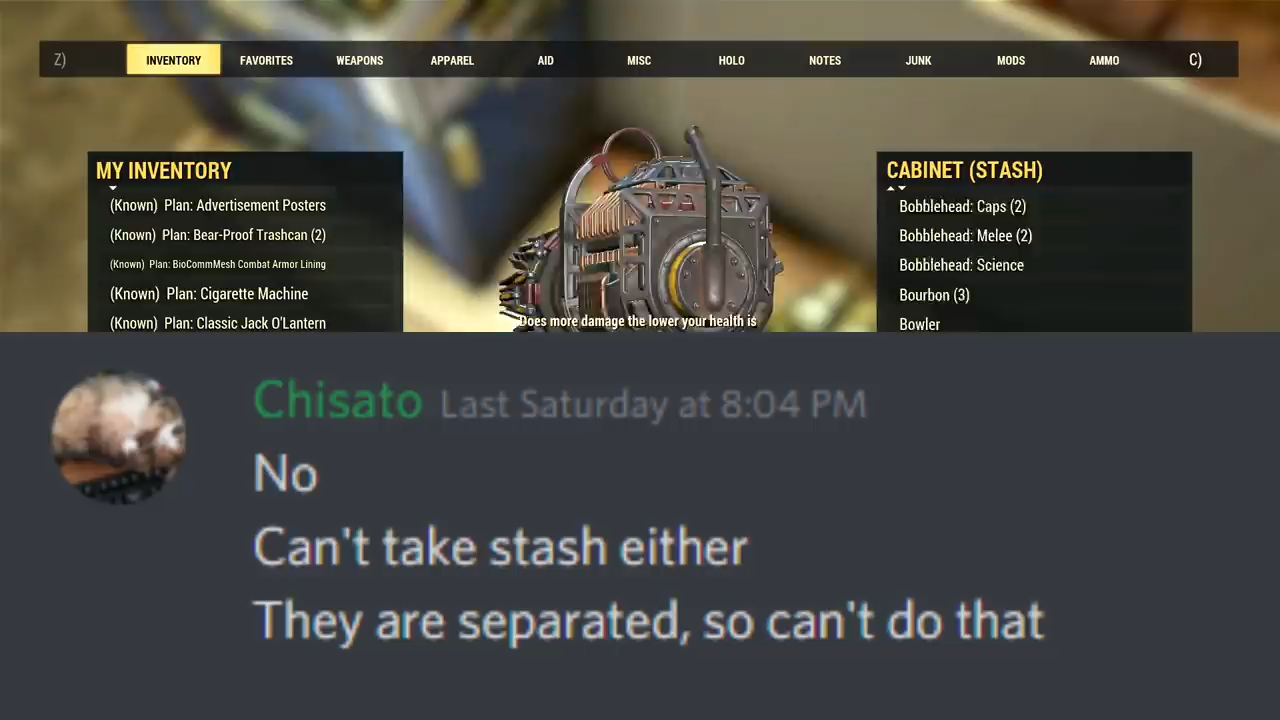 Z) INVENTORY FAVORITES WEAPONS APPAREL AID MISC HOLO NOTES JUNK MODS AMMO C)
MY INVENTORY
(Known) Plan: Advertisement Posters
(Known) Plan: Bear-Proof Trashcan (2)
(Known) Plan: BioCommMesh Combat Armor Lining
(Known) Plan: Cigarette Machine
(Known) Plan: Classic Jack O'Lantern
Does more damage the lower your health is
CABINET (STASH)
Bobblehead: Caps (2)
Bobblehead: Melee (2)
Bobblehead: Science
Bourbon (3)
Bowler
Chisato Last Saturday at 8:04 PM
No
Can't take stash either
They are separated, so can't do that